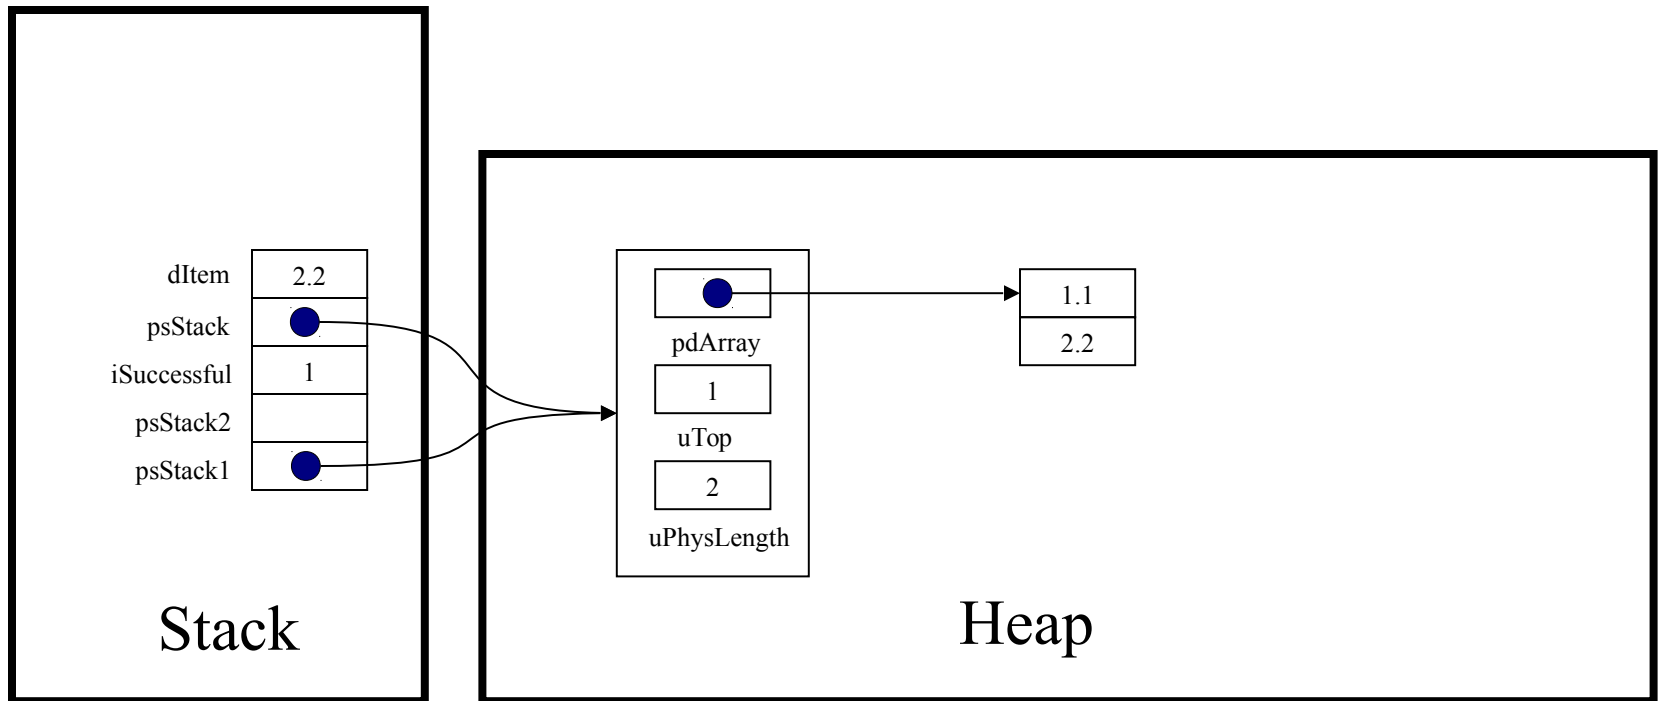 dItem 2.2
psStack
iSuccessful 1
psStack2
psStack1
Stack
pdArray
1
uTop
2
uPhysLength
1.1
2.2
Heap